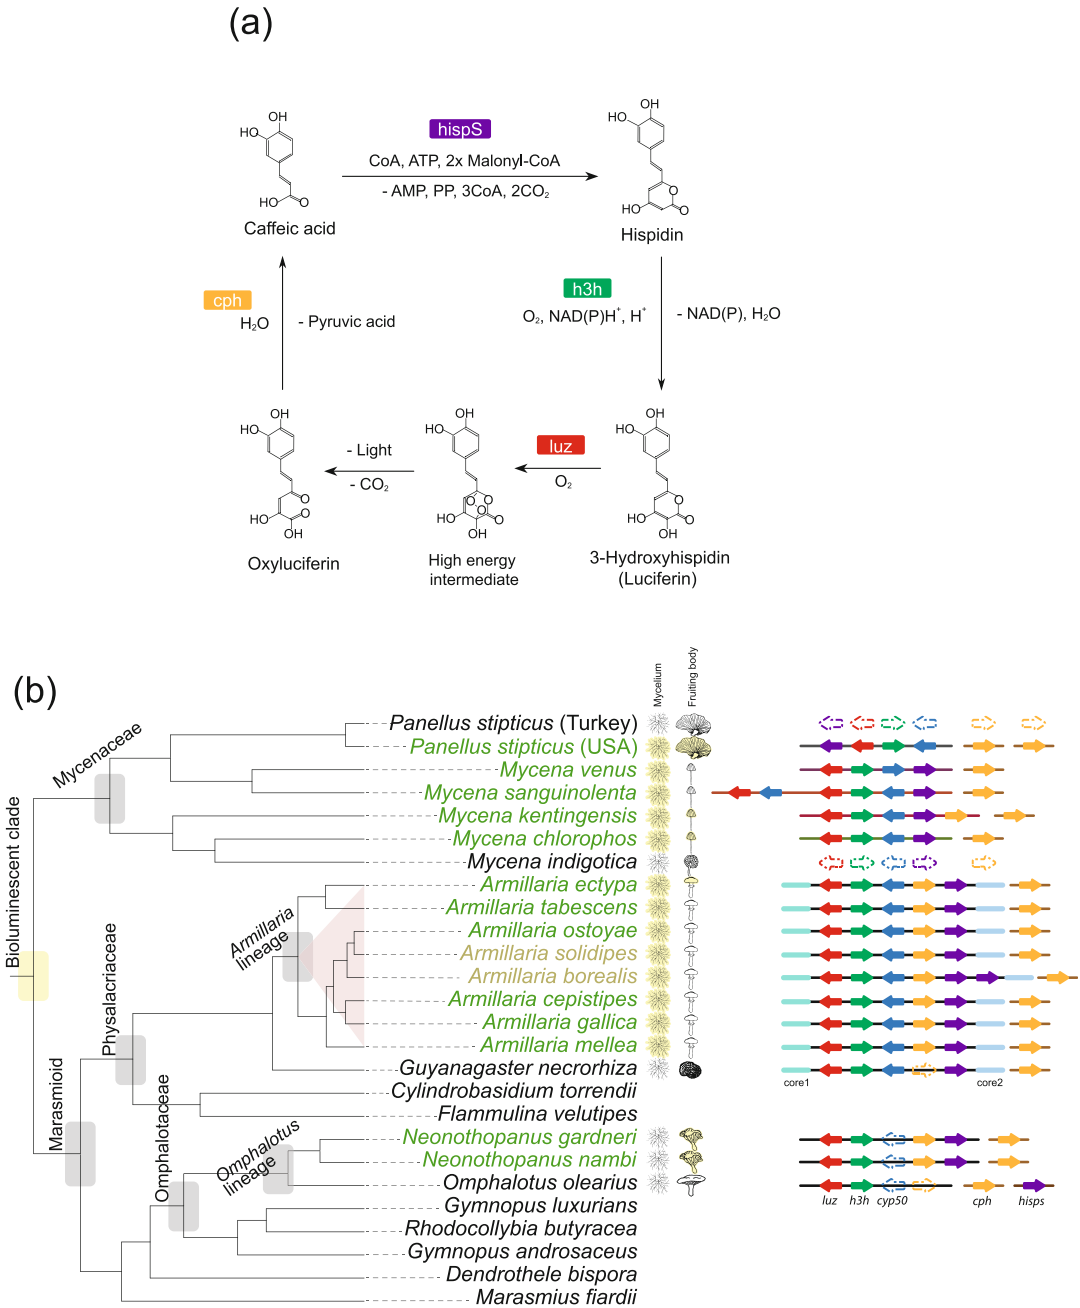 (a)
OH
HO
HO
O
Caffeic acid
hispS
CoA, ATP, 2x Malonyl-CoA
- AMP, PP, 3CoA, 2CO₂
OH
HO
O
HO
O
Hispidin
cph
H₂O
- Pyruvic acid
h3h
O₂, NAD(P)H⁺, H⁺
- NAD(P), H₂O
OH
HO
O
HO
O
OH
Oxyluciferin
- Light
- CO₂
OH
HO
O
O
O
O
HO
OH
High energy
intermediate
luz
O₂
OH
HO
O
HO
O
OH
3-Hydroxyhispidin
(Luciferin)
(b)
Mycelium
Fruiting body
Bioluminescent clade
Mycenaceae
Marasmioid
Physalacriaceae
Omphalotaceae
Armillaria
lineage
Omphalotus
lineage
Panellus stipticus (Turkey)
Panellus stipticus (USA)
Mycena venus
Mycena sanguinolenta
Mycena kentingensis
Mycena chlorophos
Mycena indigotica
Armillaria ectypa
Armillaria tabescens
Armillaria ostoyae
Armillaria solidipes
Armillaria borealis
Armillaria cepistipes
Armillaria gallica
Armillaria mellea
Guyanagaster necrorhiza
core1
core2
Cylindrobasidium torrendii
Flammulina velutipes
Neonothopanus gardneri
Neonothopanus nambi
Omphalotus olearius
luz
h3h
cyp50
cph
hisps
Gymnopus luxurians
Rhodocollybia butyracea
Gymnopus androsaceus
Dendrothele bispora
Marasmius fiardii